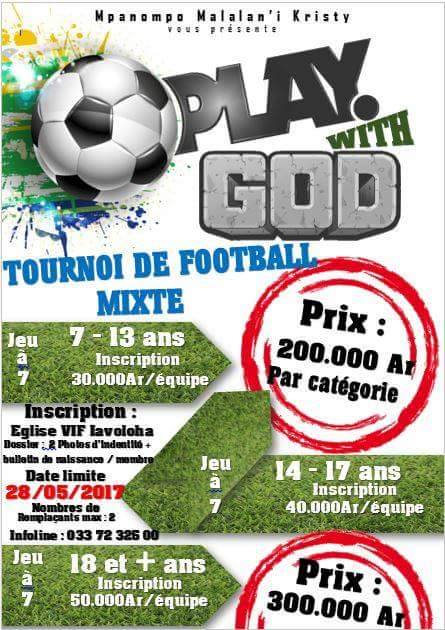 Mpanompo Malalan'i Kristy
vous présente
PLAY.
WITH
GOD
TOURNOI DE FOOTBALL
MIXTE
Jeu
à
7
7 - 13 ans
Inscription
30.000Ar/équipe
Prix :
200.000 Ar
Par catégorie
Inscription :
Eglise VIF Iavoloha
Dossier : 2 Photos d'indentité +
bulletin de naissance / membre
Date limite
28/05/2017
Nombres de
Remplaçants max : 2
Infoline : 033 72 325 00
Jeu
à
7
14 - 17 ans
Inscription
40.000Ar/équipe
Jeu
à
7
18 et + ans
Inscription
50.000Ar/équipe
Prix :
300.000 Ar